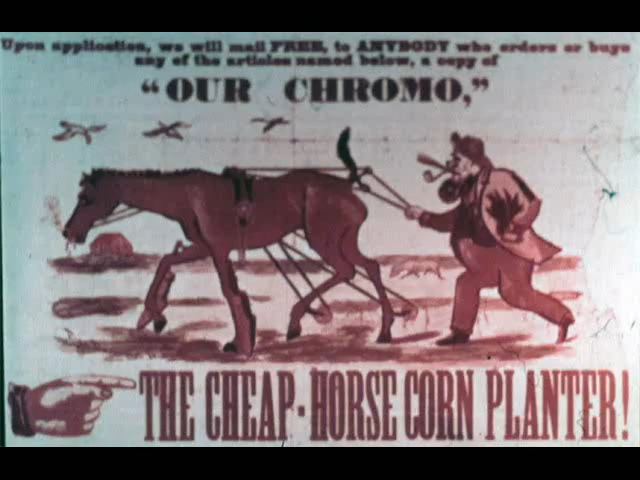 Upon application, we will mail FREE, to ANYBODY who orders or buys
any of the articles named below, a copy of
"OUR CHROMO,"
THE CHEAP-HORSE CORN PLANTER!